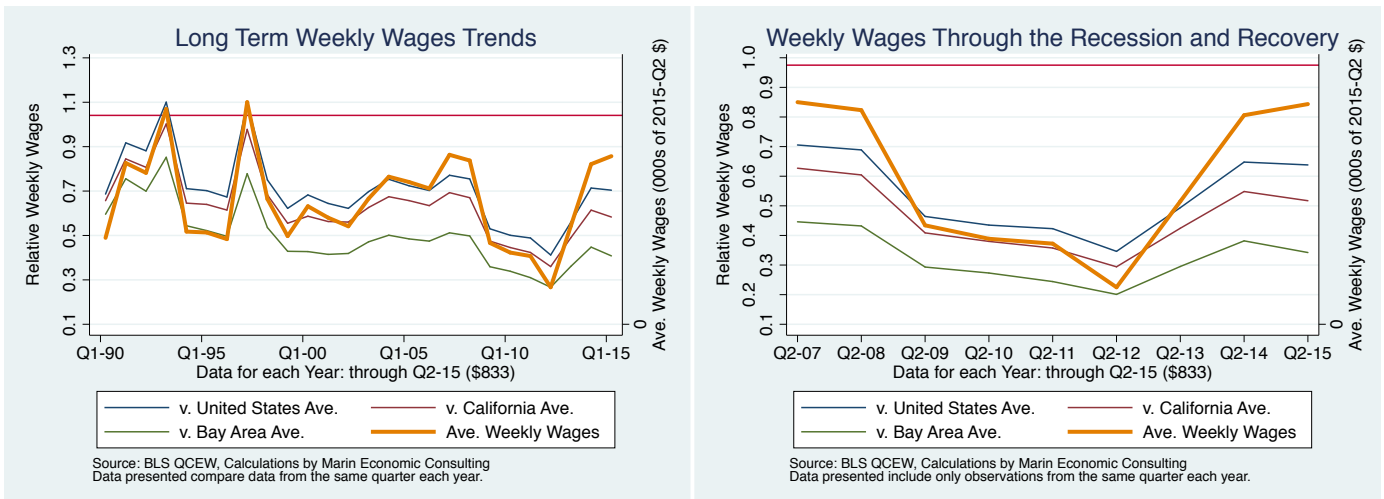 Long Term Weekly Wages Trends
Relative Weekly Wages
1.3
1.1
0.9
0.7
0.5
0.3
0.1
0
Ave. Weekly Wages (000s of 2015-Q2 $)
Q1-90 Q1-95 Q1-00 Q1-05 Q1-10 Q1-15
Data for each Year: through Q2-15 ($833)
v. United States Ave. v. California Ave.
v. Bay Area Ave. Ave. Weekly Wages
Source: BLS QCEW, Calculations by Marin Economic Consulting
Data presented compare data from the same quarter each year.
Weekly Wages Through the Recession and Recovery
Relative Weekly Wages
1.0
0.9
0.8
0.6
0.5
0.4
0.3
0.2
0.1
0
Ave. Weekly Wages (000s of 2015-Q2 $)
Q2-07 Q2-08 Q2-09 Q2-10 Q2-11 Q2-12 Q2-13 Q2-14 Q2-15
Data for each Year: through Q2-15 ($833)
v. United States Ave. v. California Ave.
v. Bay Area Ave. Ave. Weekly Wages
Source: BLS QCEW, Calculations by Marin Economic Consulting
Data presented include only observations from the same quarter each year.